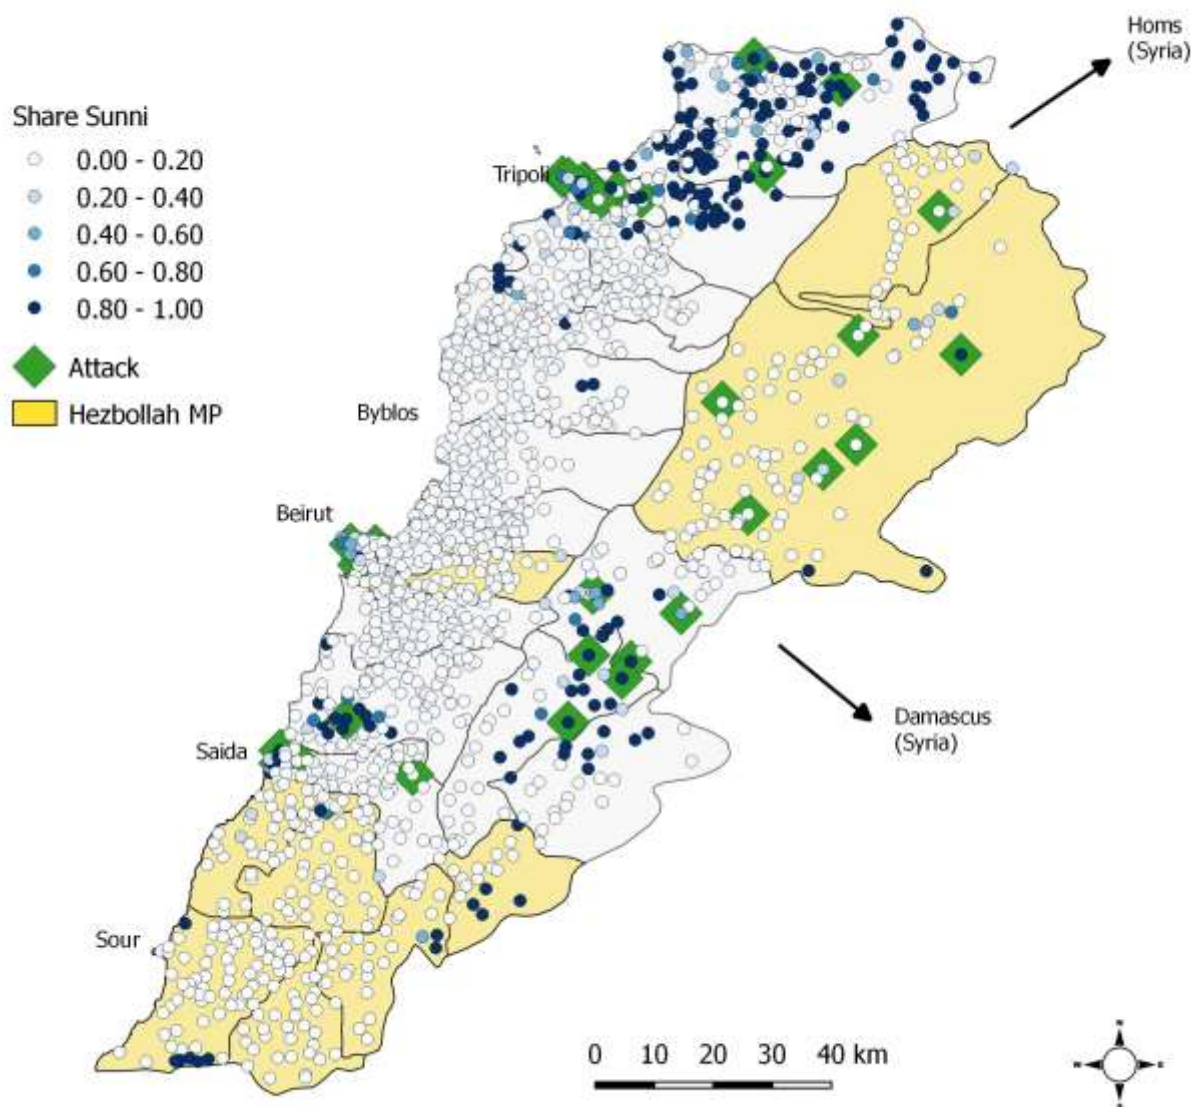 Homs
(Syria)
Share Sunni
0.00 - 0.20
0.20 - 0.40
0.40 - 0.60
0.60 - 0.80
0.80 - 1.00
Attack
Hezbollah MP
Tripoli
Byblos
Beirut
Damascus
(Syria)
Saida
Sour
0 10 20 30 40 km